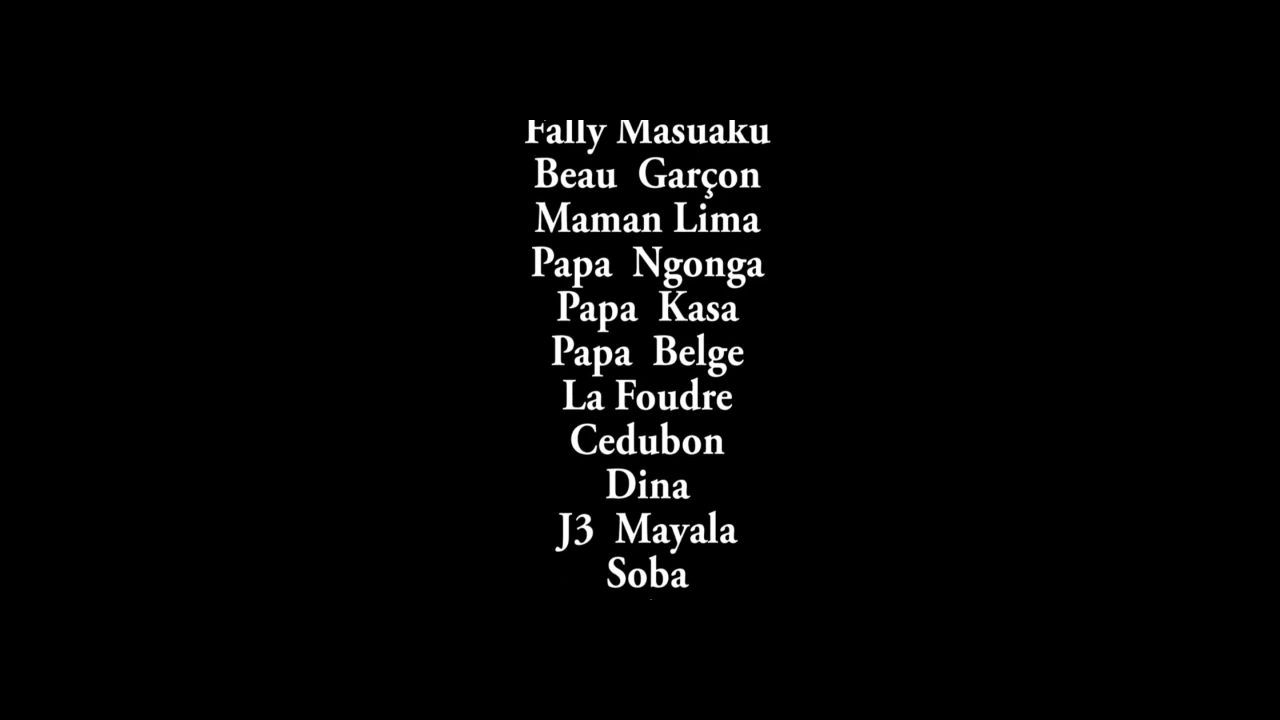 Fally Masuaku
Beau Garçon
Maman Lima
Papa Ngonga
Papa Kasa
Papa Belge
La Foudre
Cedubon
Dina
J3 Mayala
Soba